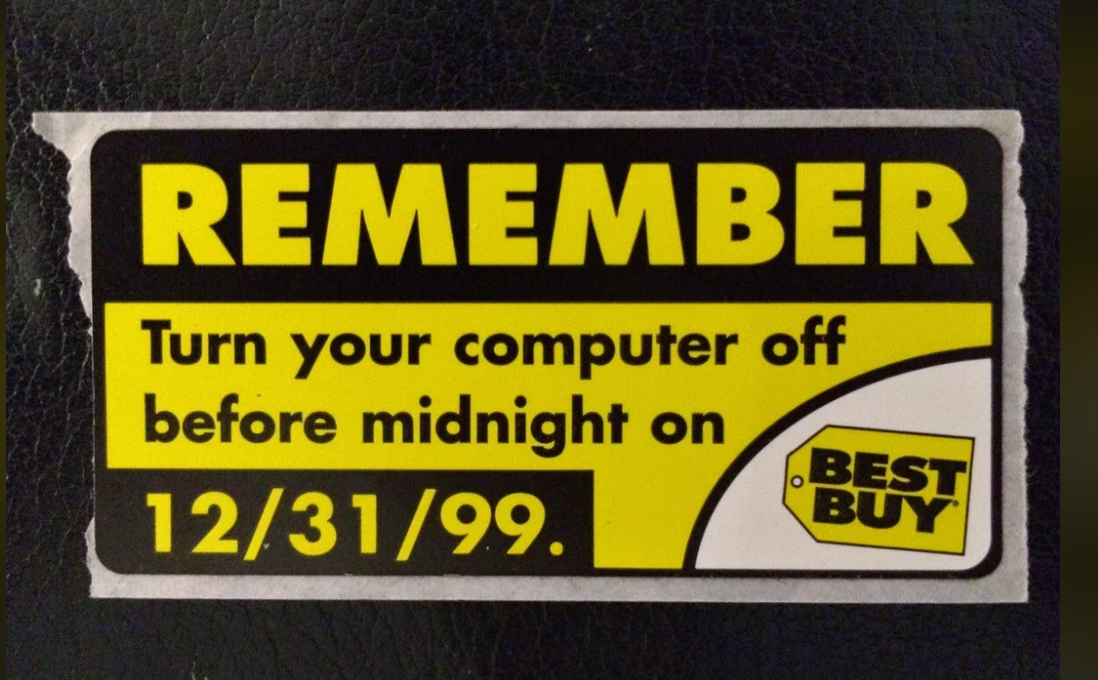 REMEMBER
Turn your computer off
before midnight on
12/31/99.
BEST
BUY